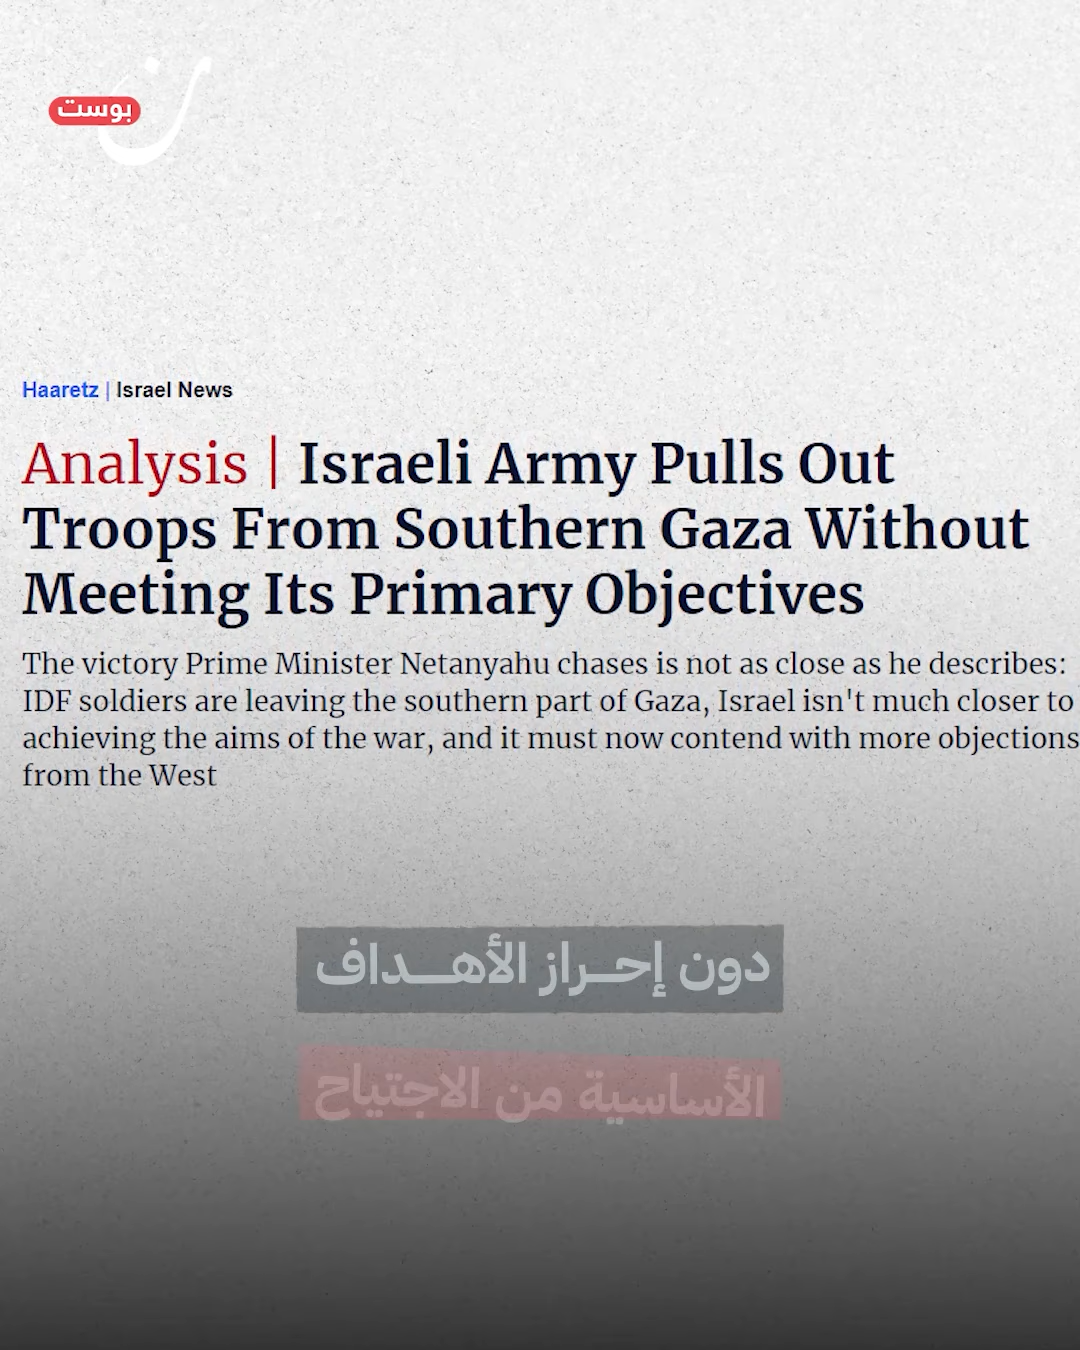 ن
بوست
Haaretz | Israel News
Analysis | Israeli Army Pulls Out
Troops From Southern Gaza Without
Meeting Its Primary Objectives
The victory Prime Minister Netanyahu chases is not as close as he describes:
IDF soldiers are leaving the southern part of Gaza, Israel isn't much closer to
achieving the aims of the war, and it must now contend with more objections
from the West
دون إحـراز الأهـــداف
الأساسية من الاجتياح